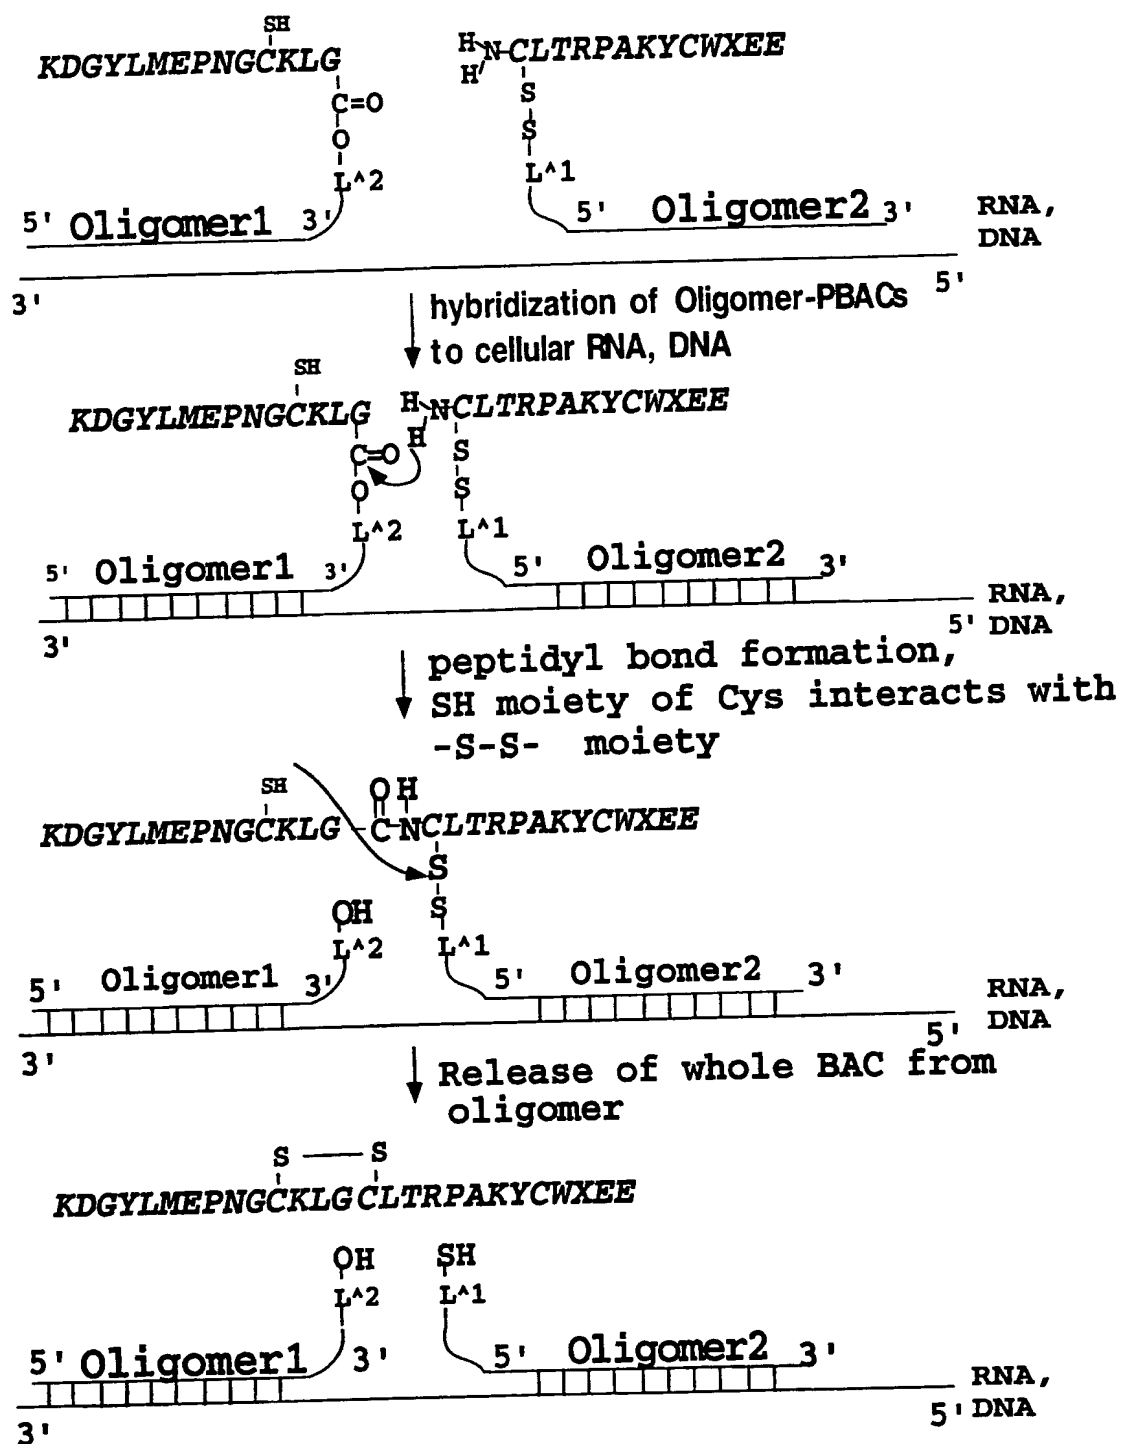 SH
KDGYLMEPNGCKLG
H N-CLTRPAKYCWXEE
H
C=O
S
O
S
L^2
L^1
5' Oligomer1 3'
5' Oligomer2 3'
RNA,
DNA
3'
5'
hybridization of Oligomer-PBACs
to cellular RNA, DNA
SH
KDGYLMEPNGCKLG
H NCLTRPAKYCWXEE
H
C=O
S
O
S
L^2
L^1
5' Oligomer1 3'
5' Oligomer2 3'
RNA,
3'
5' DNA
peptidyl bond formation,
SH moiety of Cys interacts with
-S-S- moiety
SH
O H
KDGYLMEPNGCKLG -C-NCLTRPAKYCWXEE
S
OH
S
L^2
L^1
5' Oligomer1 3'
5' Oligomer2 3'
RNA,
3'
5' DNA
Release of whole BAC from
oligomer
S — S
KDGYLMEPNGCKLGCLTRPAKYCWXEE
OH
SH
L^2
L^1
5' Oligomer1 3'
5' Oligomer2 3'
RNA,
3'
5' DNA